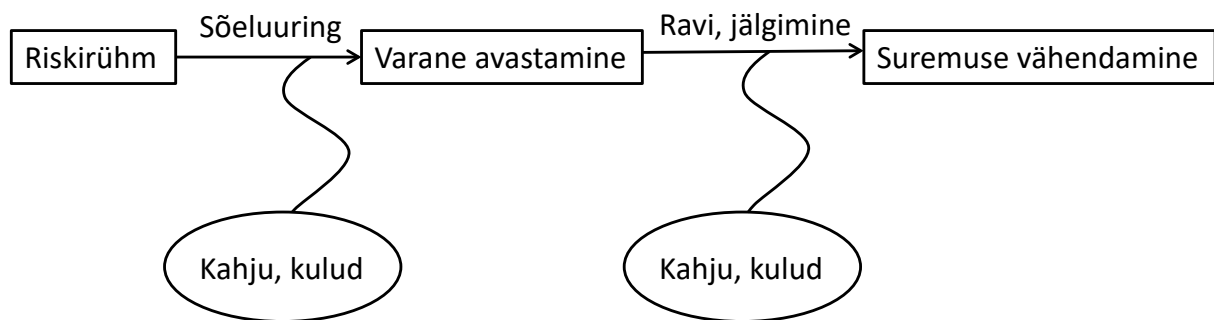 Sõeluuring
Ravi, jälgimine
Riskirühm
Varane avastamine
Suremuse vähendamine
Kahju, kulud
Kahju, kulud